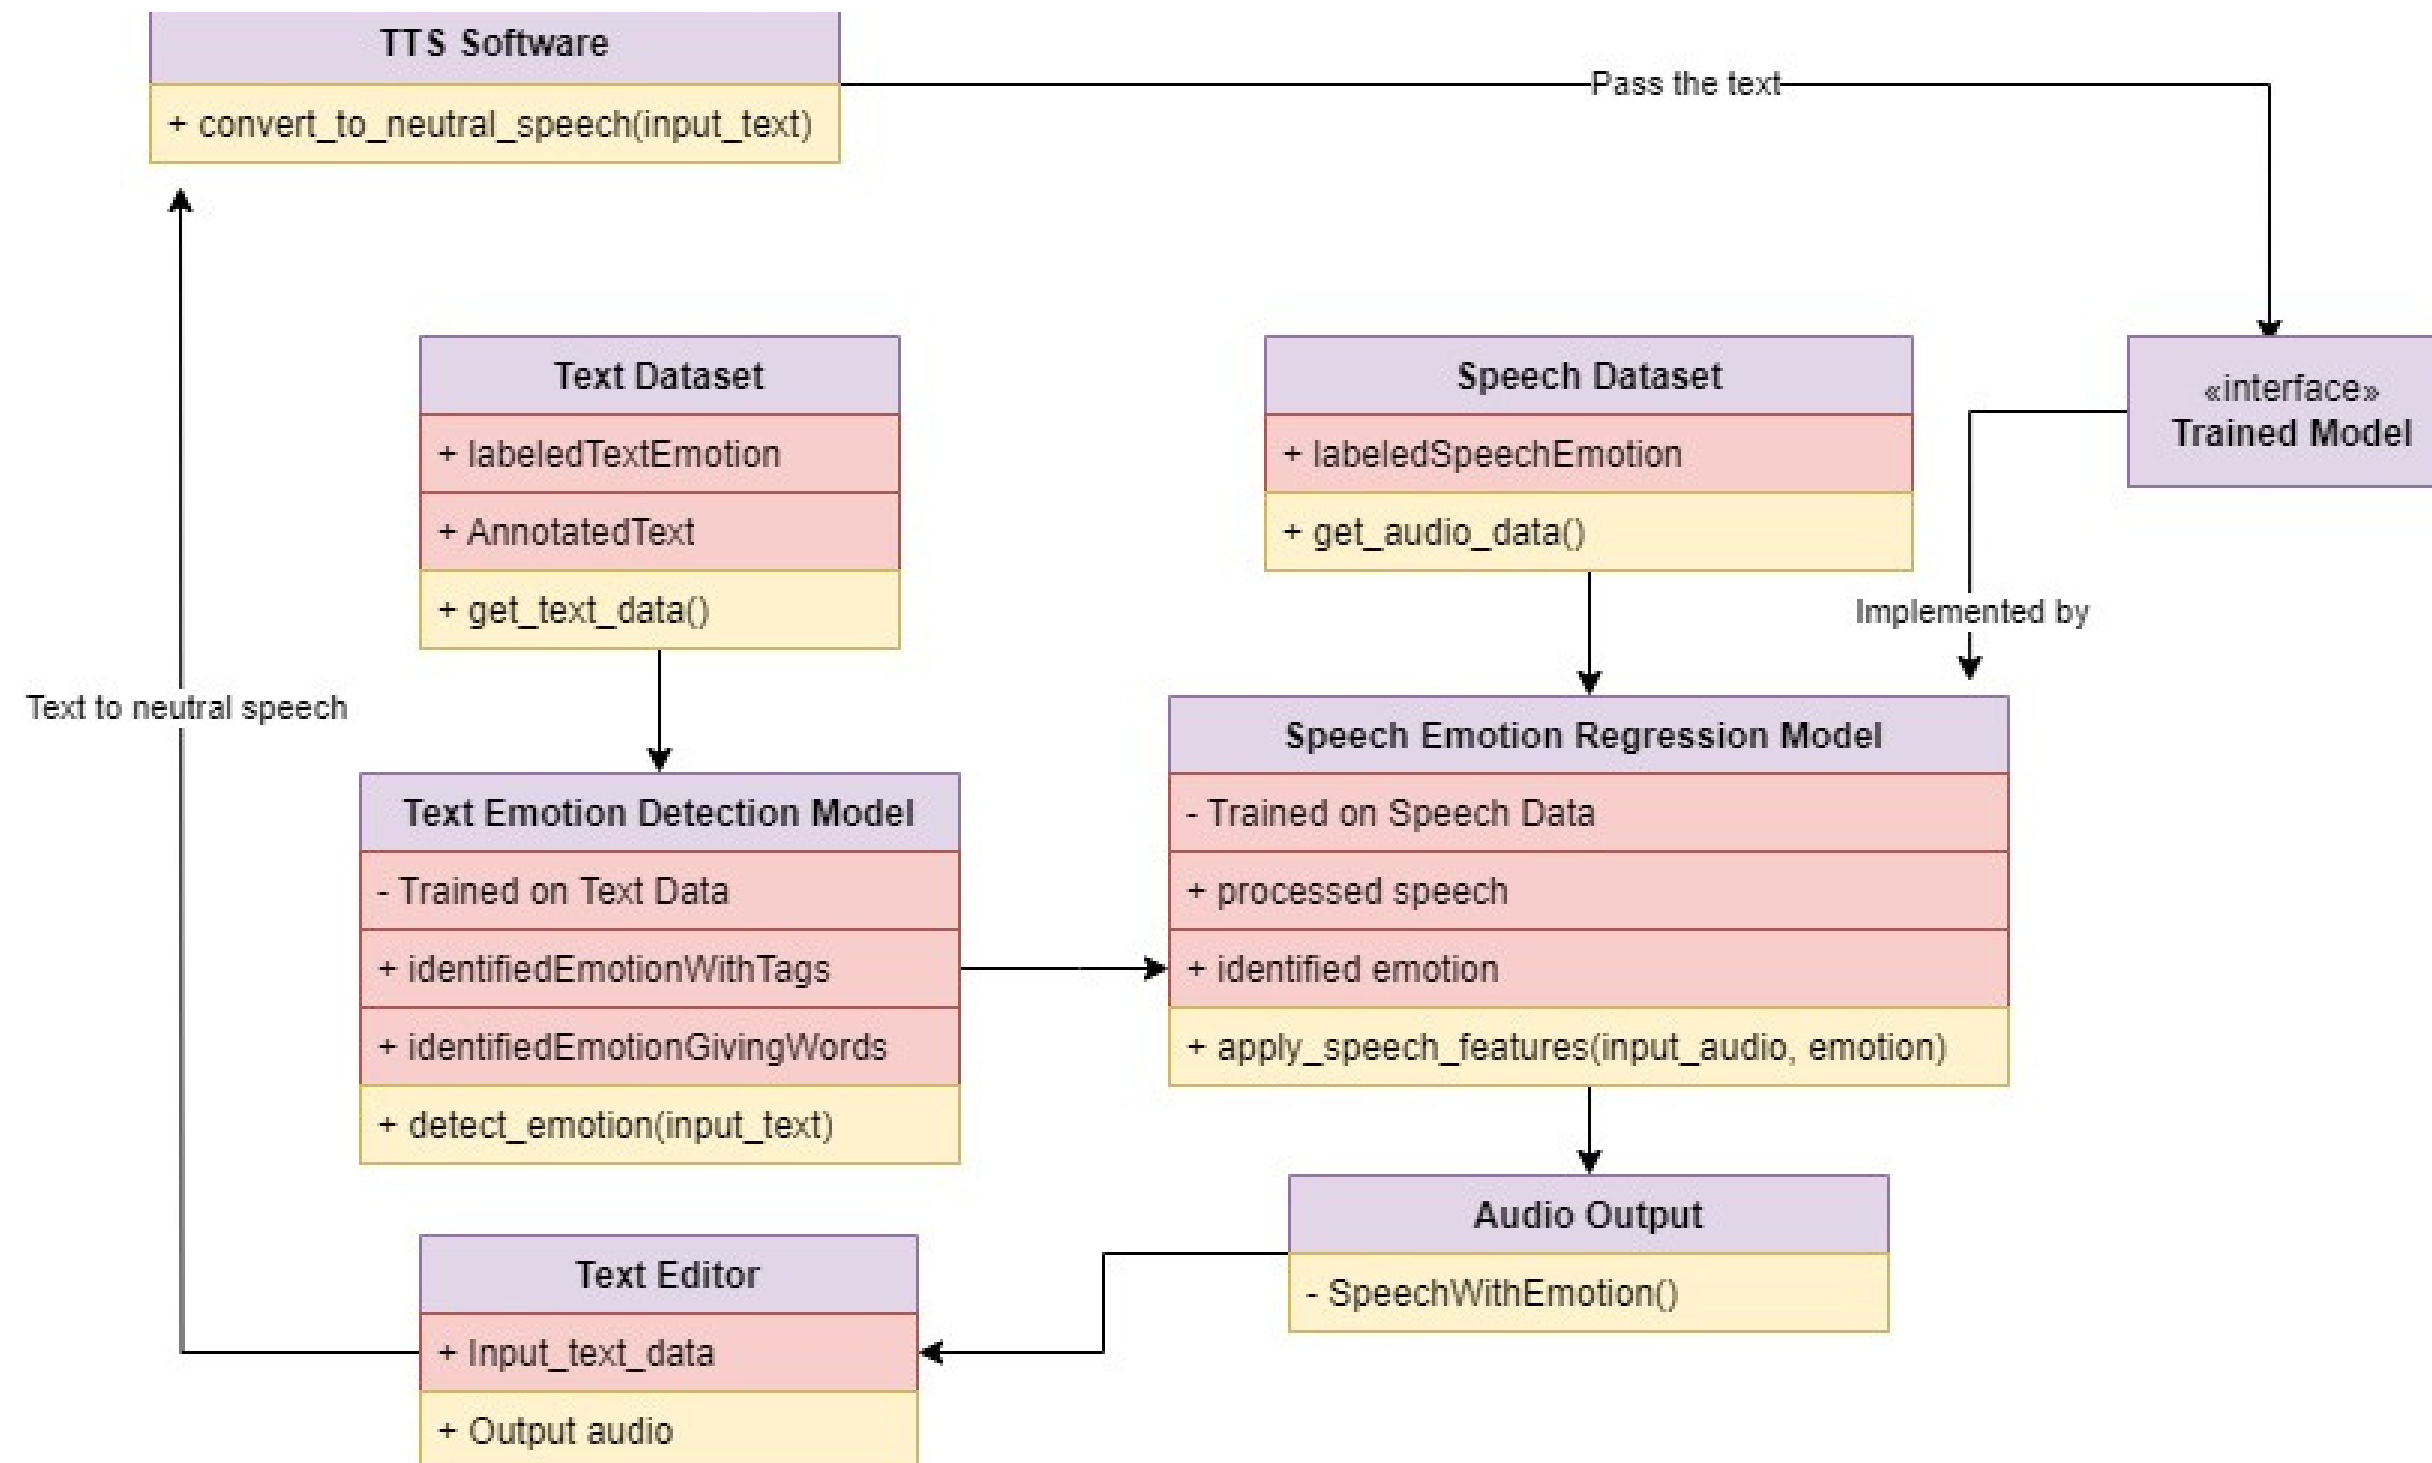 TTS Software
+ convert_to_neutral_speech(input_text)
Pass the text
Text Dataset
+ labeledTextEmotion
+ AnnotatedText
+ get_text_data()
Speech Dataset
+ labeledSpeechEmotion
+ get_audio_data()
«interface»
Trained Model
Implemented by
Text to neutral speech
Text Emotion Detection Model
- Trained on Text Data
+ identifiedEmotionWithTags
+ identifiedEmotionGivingWords
+ detect_emotion(input_text)
Speech Emotion Regression Model
- Trained on Speech Data
+ processed speech
+ identified emotion
+ apply_speech_features(input_audio, emotion)
Audio Output
- SpeechWithEmotion()
Text Editor
+ Input_text_data
+ Output audio